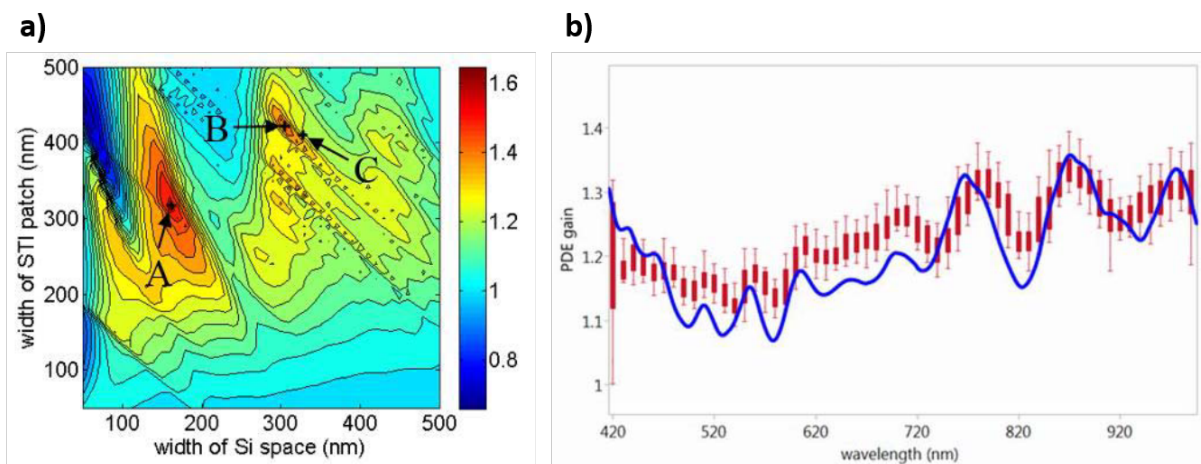 a)
b)
500
400
300
200
100
width of STI patch (nm)
100
200
300
400
500
width of Si space (nm)
A
B
C
1.6
1.4
1.2
1
0.8
1.4
1.3
1.2
1.1
1
PDE gain
420
520
620
720
820
920
wavelength (nm)